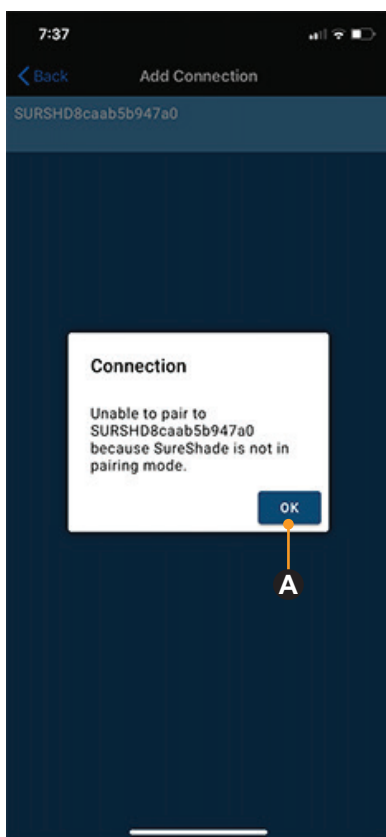 7:37
Back
Add Connection
SURSHD8caab5b947a0
Connection
Unable to pair to
SURSHD8caab5b947a0
because SureShade is not in
pairing mode.
OK
A